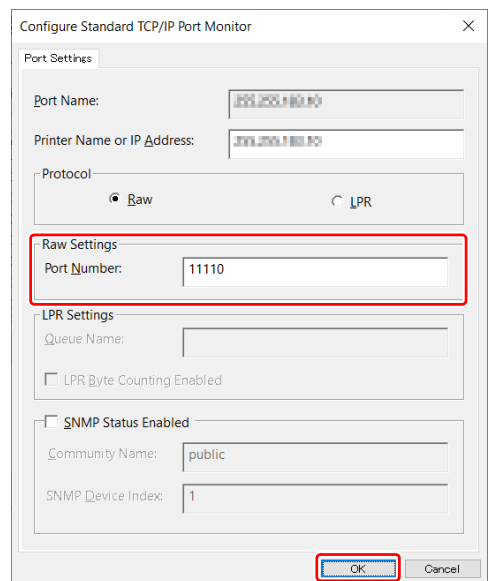 Configure Standard TCP/IP Port Monitor
Port Settings
Port Name:
Printer Name or IP Address:
Protocol
Raw
LPR
Raw Settings
Port Number: 11110
LPR Settings
Queue Name:
LPR Byte Counting Enabled
SNMP Status Enabled
Community Name: public
SNMP Device Index: 1
OK Cancel